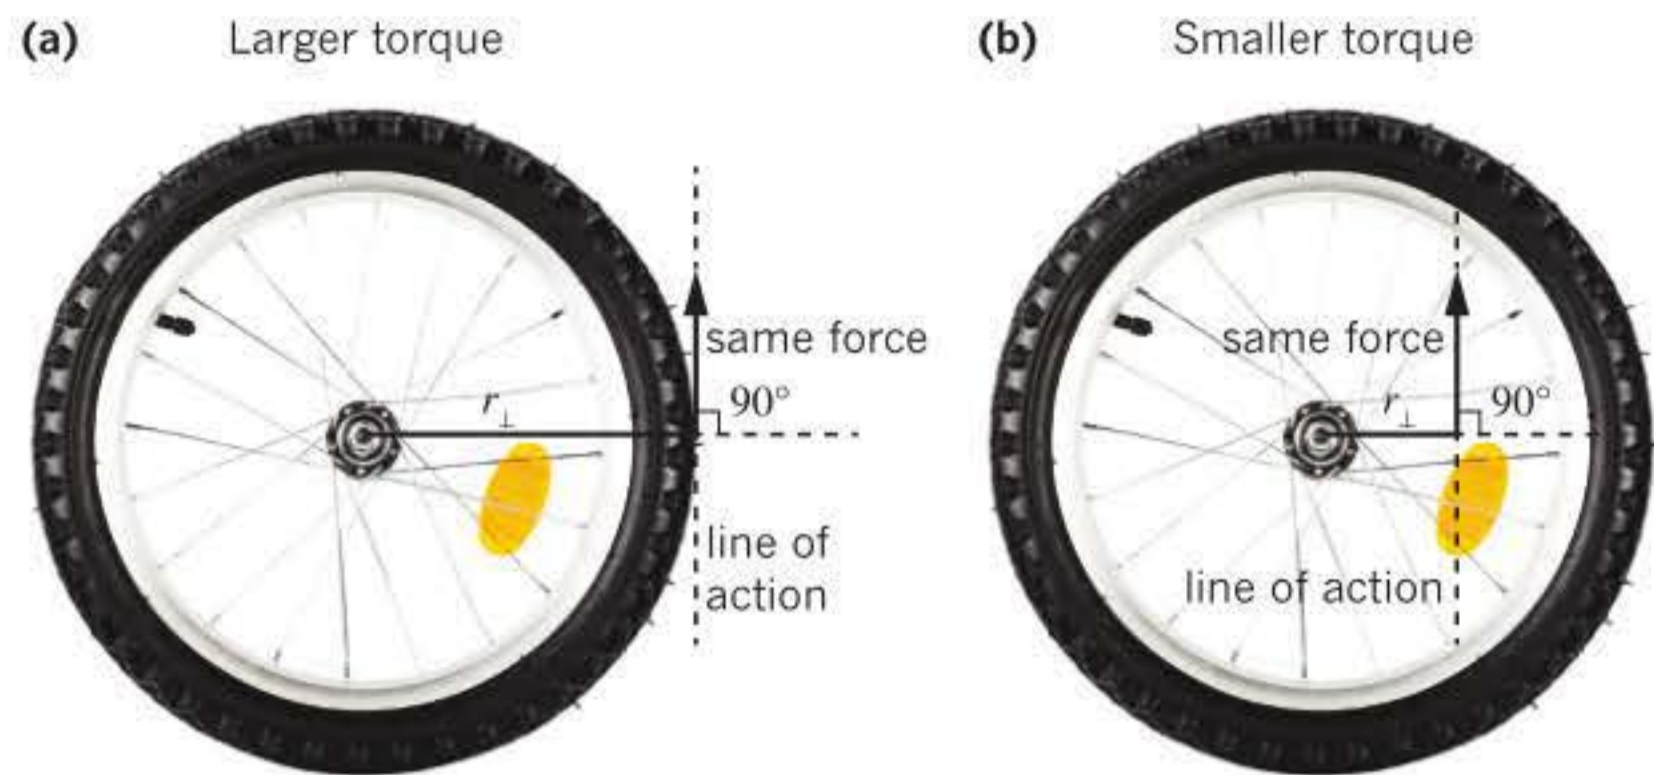 (a) Larger torque
same force
r⊥
90°
line of
action
(b) Smaller torque
same force
r⊥
90°
line of action